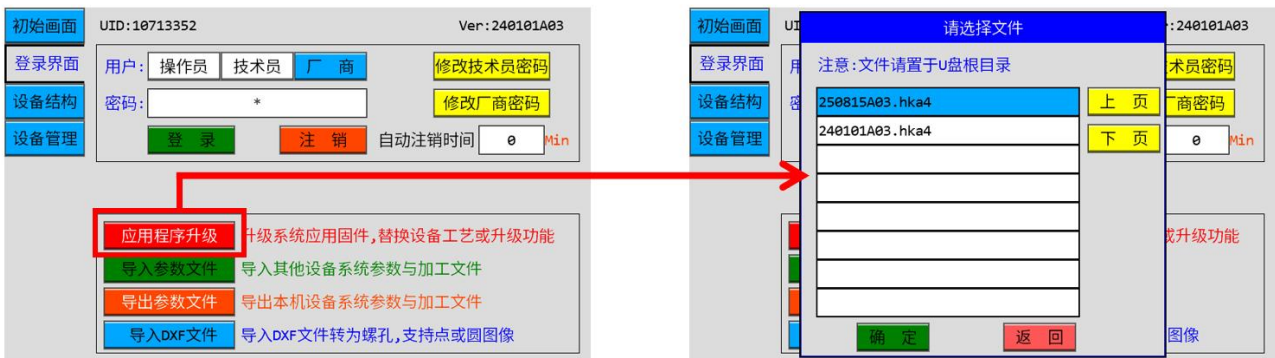 初始画面 UID:10713352 Ver:240101A03
登录界面 用户: 操作员 技术员 厂 商 修改技术员密码
设备结构 密码: * 修改厂商密码
设备管理 登 录 注 销 自动注销时间 0 Min
应用程序升级 升级系统应用固件,替换设备工艺或升级功能
导入参数文件 导入其他设备系统参数与加工文件
导出参数文件 导出本机设备系统参数与加工文件
导入DXF文件 导入DXF文件转为螺孔,支持点或圆图像
初始画面 UI 请选择文件 :240101A03
登录界面 用 注意:文件请置于U盘根目录 术员密码
设备结构 密 250815A03.hka4 上 页 厂商密码
设备管理 240101A03.hka4 下 页 0 Min
或升级功能
确 定 返 回 图像